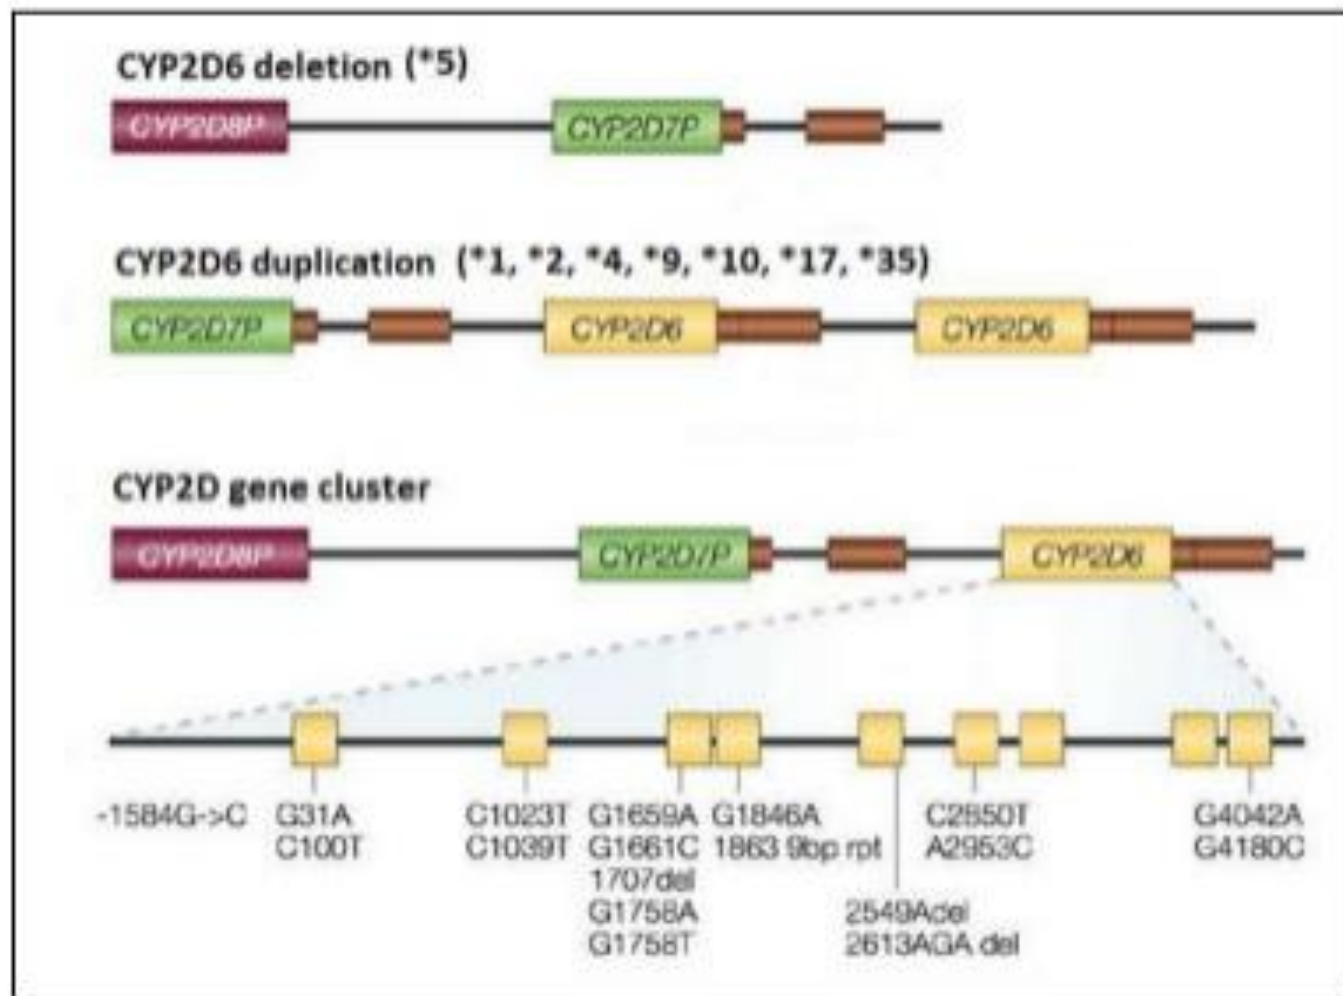 CYP2D6 deletion (*5)
CYP2D8P CYP2D7P
CYP2D6 duplication (*1, *2, *4, *9, *10, *17, *35)
CYP2D7P CYP2D6 CYP2D6
CYP2D gene cluster
CYP2D8P CYP2D7P CYP2D6
-1584G->C G31A C1023T G1659A G1846A C2850T G4042A
C100T C1039T G1661C 1863 9bp rpt A2953C G4180C
1707del
G1758A 2549Adel
G1758T 2613AGA del